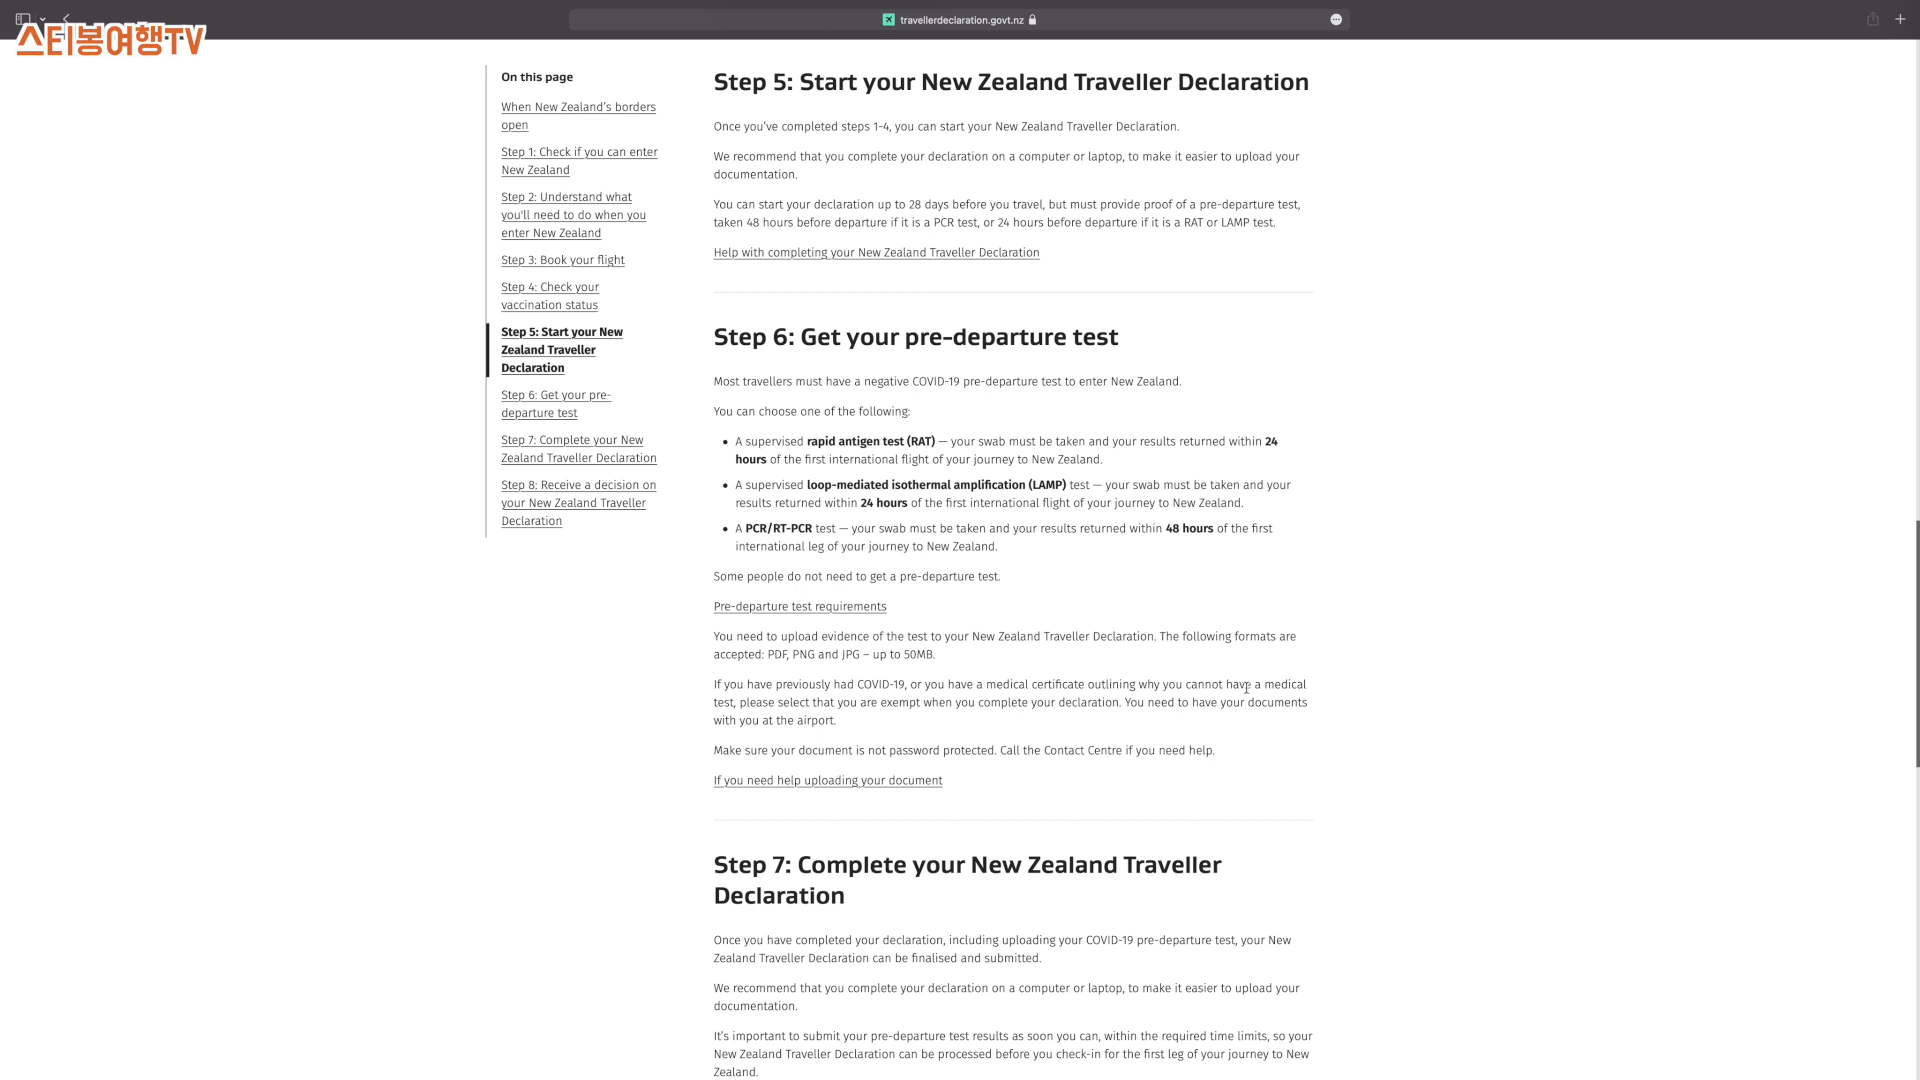 travellerdeclaration.govt.nz
스티봉여행TV
On this page
When New Zealand's borders
open
Step 1: Check if you can enter
New Zealand
Step 2: Understand what
you'll need to do when you
enter New Zealand
Step 3: Book your flight
Step 4: Check your
vaccination status
Step 5: Start your New
Zealand Traveller
Declaration
Step 6: Get your pre-
departure test
Step 7: Complete your New
Zealand Traveller Declaration
Step 8: Receive a decision on
your New Zealand Traveller
Declaration
Step 5: Start your New Zealand Traveller Declaration
Once you've completed steps 1-4, you can start your New Zealand Traveller Declaration.
We recommend that you complete your declaration on a computer or laptop, to make it easier to upload your
documentation.
You can start your declaration up to 28 days before you travel, but must provide proof of a pre-departure test,
taken 48 hours before departure if it is a PCR test, or 24 hours before departure if it is a RAT or LAMP test.
Help with completing your New Zealand Traveller Declaration
Step 6: Get your pre-departure test
Most travellers must have a negative COVID-19 pre-departure test to enter New Zealand.
You can choose one of the following:
• A supervised rapid antigen test (RAT) — your swab must be taken and your results returned within 24
hours of the first international flight of your journey to New Zealand.
• A supervised loop-mediated isothermal amplification (LAMP) test — your swab must be taken and your
results returned within 24 hours of the first international flight of your journey to New Zealand.
• A PCR/RT-PCR test — your swab must be taken and your results returned within 48 hours of the first
international leg of your journey to New Zealand.
Some people do not need to get a pre-departure test.
Pre-departure test requirements
You need to upload evidence of the test to your New Zealand Traveller Declaration. The following formats are
accepted: PDF, PNG and JPG – up to 50MB.
If you have previously had COVID-19, or you have a medical certificate outlining why you cannot have a medical
test, please select that you are exempt when you complete your declaration. You need to have your documents
with you at the airport.
Make sure your document is not password protected. Call the Contact Centre if you need help.
If you need help uploading your document
Step 7: Complete your New Zealand Traveller
Declaration
Once you have completed your declaration, including uploading your COVID-19 pre-departure test, your New
Zealand Traveller Declaration can be finalised and submitted.
We recommend that you complete your declaration on a computer or laptop, to make it easier to upload your
documentation.
It's important to submit your pre-departure test results as soon you can, within the required time limits, so your
New Zealand Traveller Declaration can be processed before you check-in for the first leg of your journey to New
Zealand.